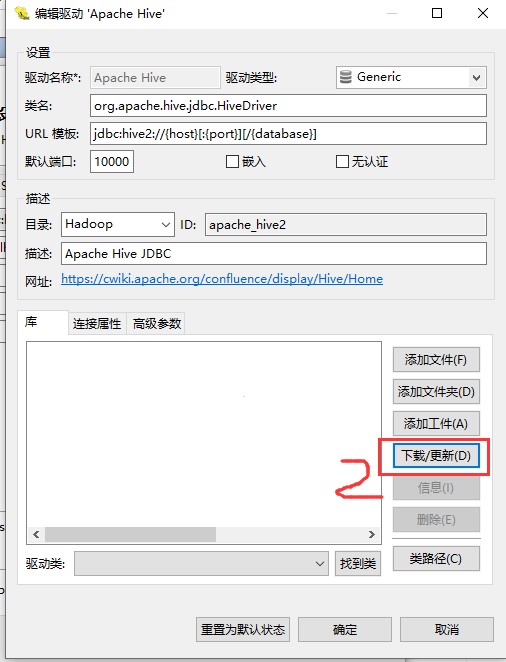 编辑驱动 'Apache Hive'
设置
驱动名称*: Apache Hive 驱动类型: Generic
类名: org.apache.hive.jdbc.HiveDriver
URL 模板: jdbc:hive2://{host}[:{port}][/{database}]
默认端口: 10000 嵌入 无认证
描述
目录: Hadoop ID: apache_hive2
描述: Apache Hive JDBC
网址: https://cwiki.apache.org/confluence/display/Hive/Home
库 连接属性 高级参数
添加文件(F)
添加文件夹(D)
添加工件(A)
下载/更新(D)
2
信息(I)
删除(E)
类路径(C)
驱动类: 找到类
重置为默认状态 确定 取消